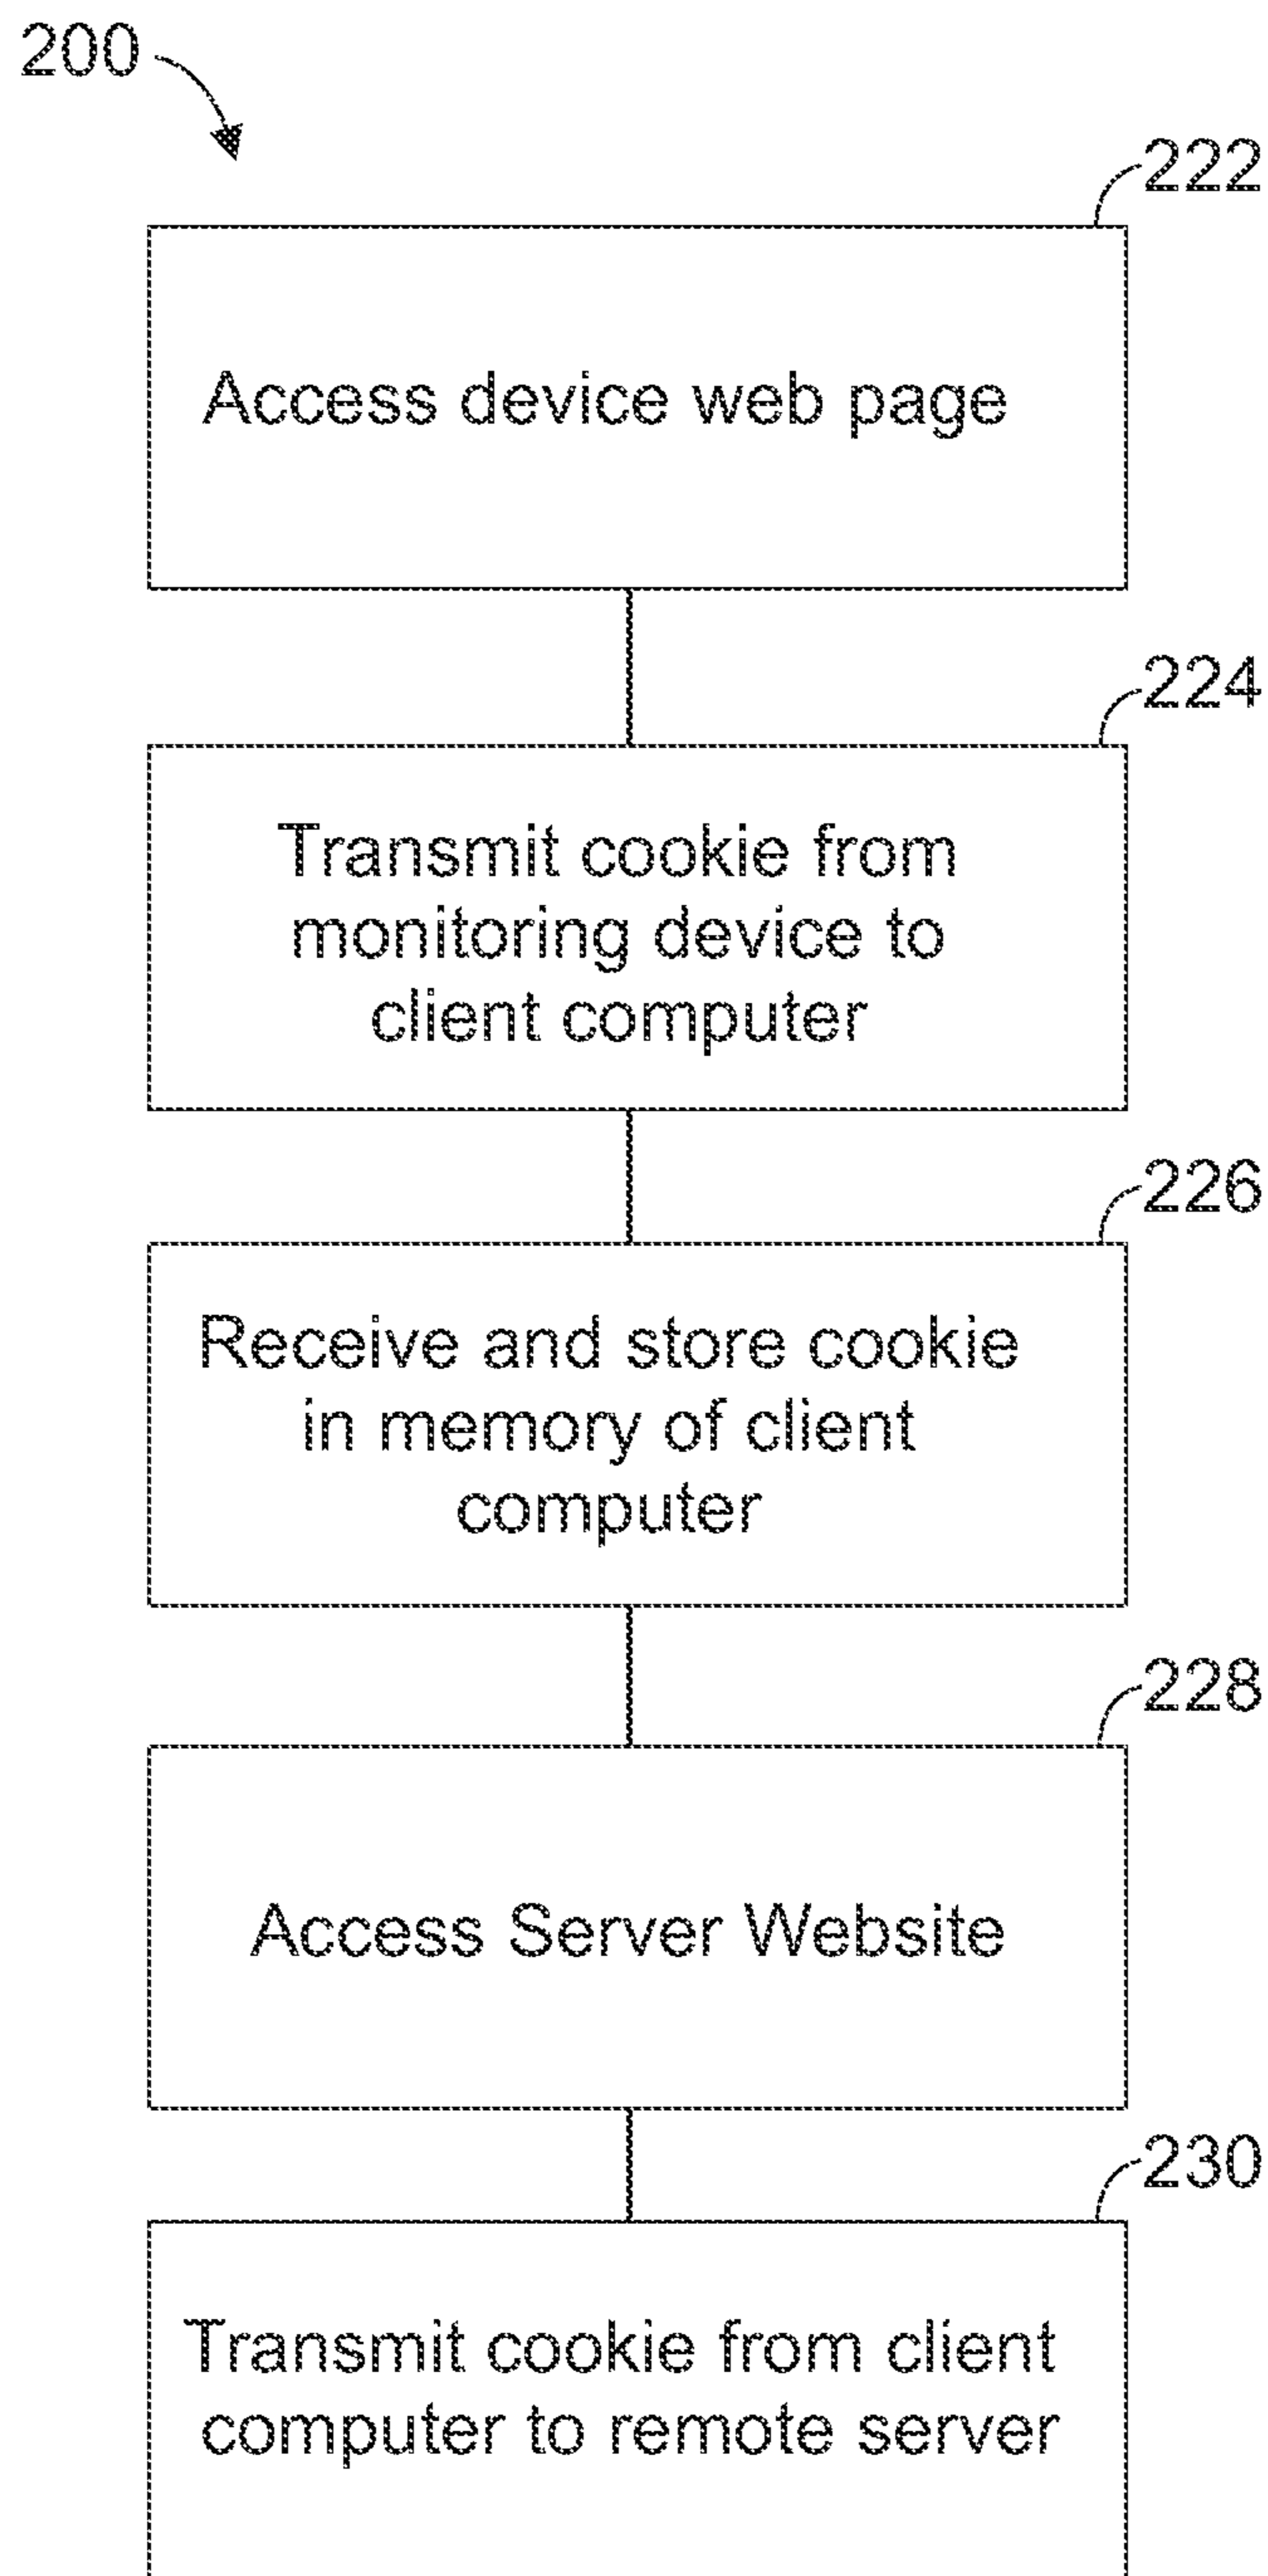 200
222
Access device web page
224
Transmit cookie from
monitoring device to
client computer
226
Receive and store cookie
in memory of client
computer
228
Access Server Website
230
Transmit cookie from client
computer to remote server